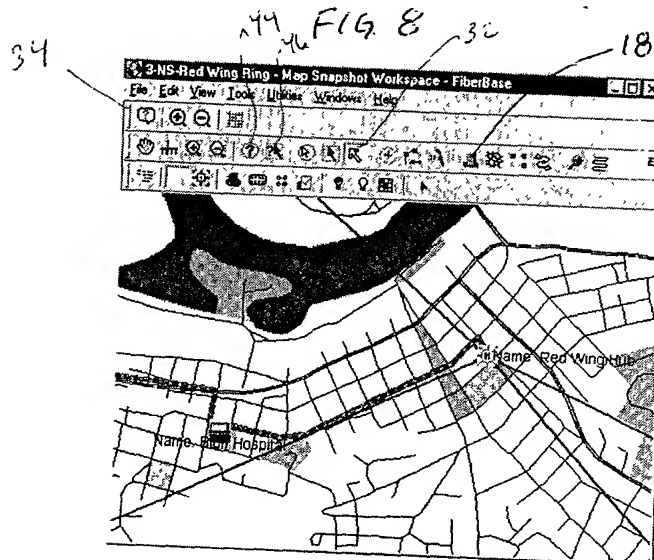 FIG. 8
34
44
46
18
3-NS-Red Wing Ring - Map Snapshot Workspace - FiberBase
File Edit View Tools Utilities Windows Help
Name: Red Wing Hub
Name: Hospital